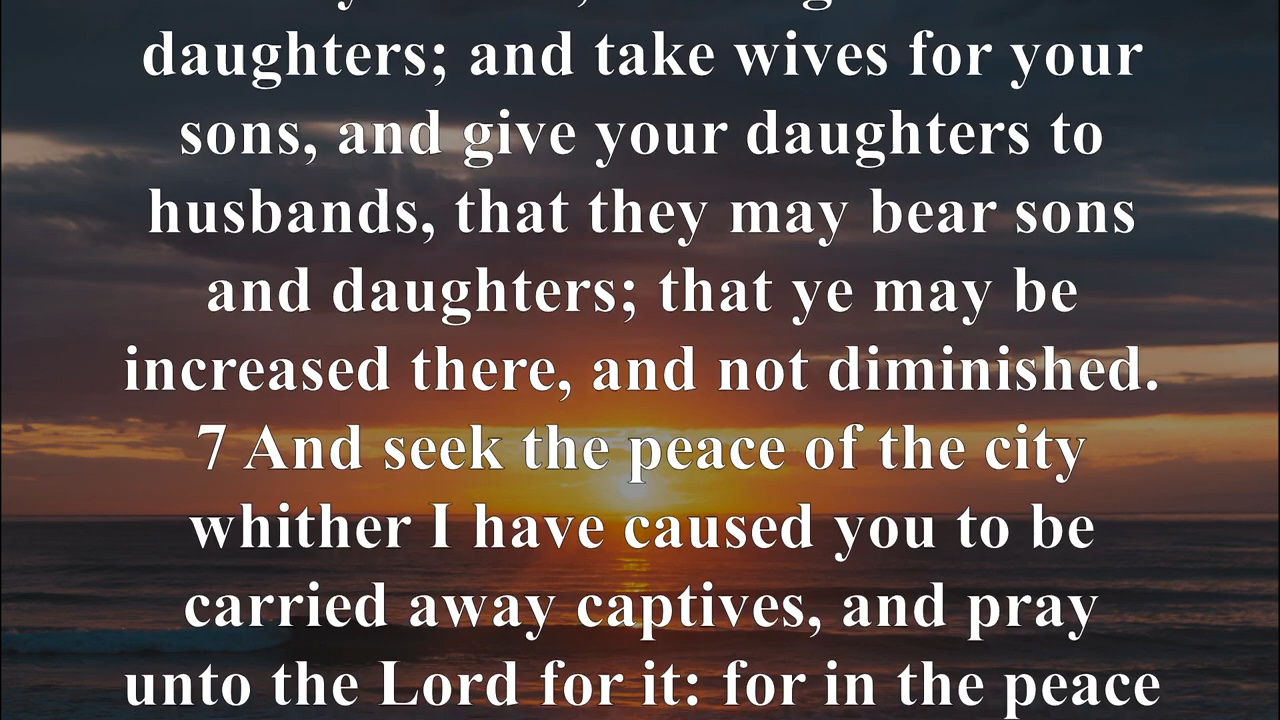 daughters; and take wives for your
sons, and give your daughters to
husbands, that they may bear sons
and daughters; that ye may be
increased there, and not diminished.
7 And seek the peace of the city
whither I have caused you to be
carried away captives, and pray
unto the Lord for it: for in the peace